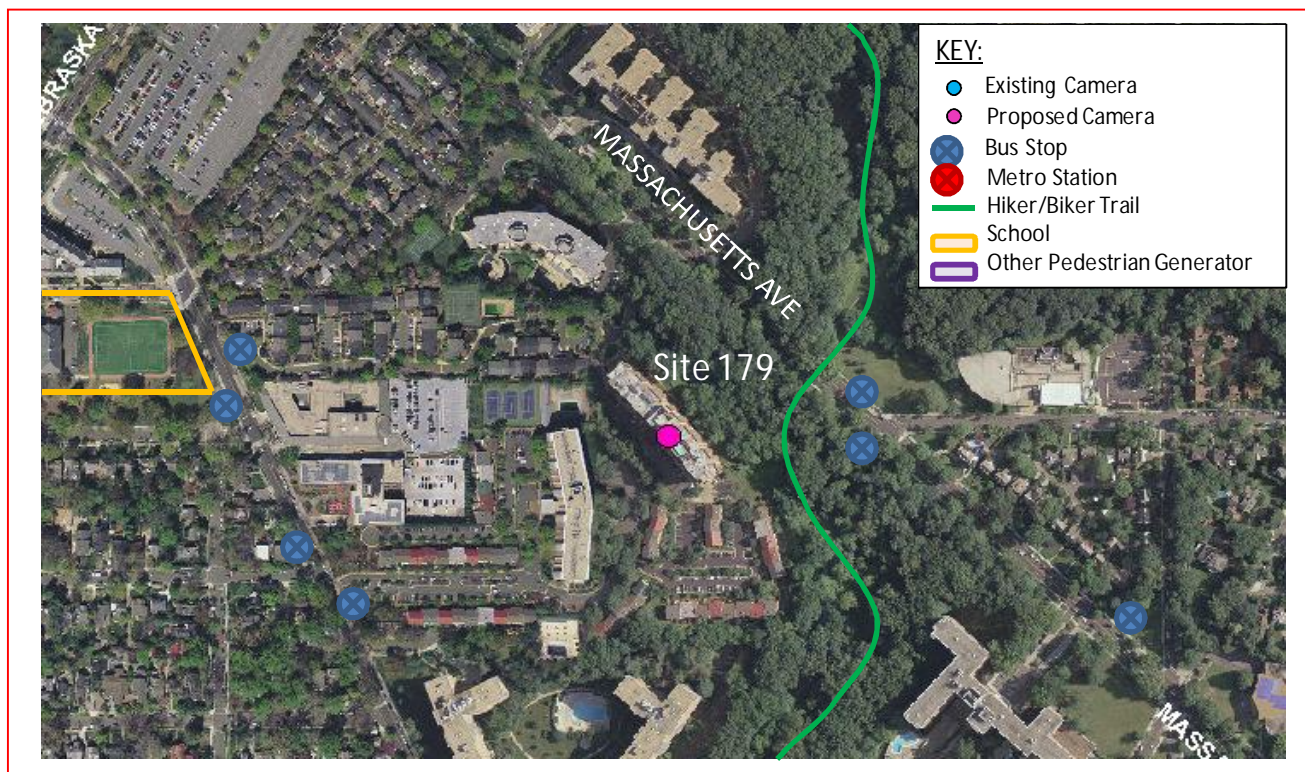 BRASKA
MASSACHUSETTS AVE
Site 179
MASS
KEY:
Existing Camera
Proposed Camera
Bus Stop
Metro Station
Hiker/Biker Trail
School
Other Pedestrian Generator